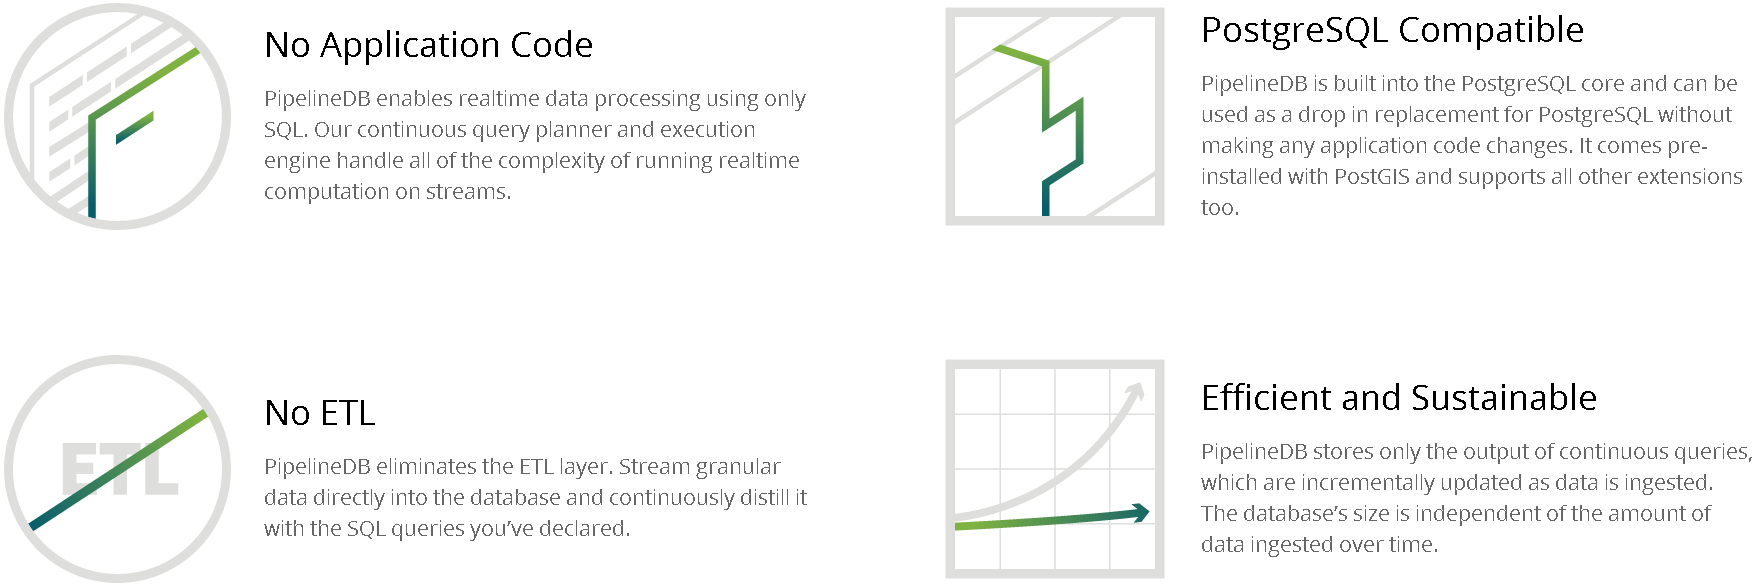 No Application Code
PipelineDB enables realtime data processing using only
SQL. Our continuous query planner and execution
engine handle all of the complexity of running realtime
computation on streams.
PostgreSQL Compatible
PipelineDB is built into the PostgreSQL core and can be
used as a drop in replacement for PostgreSQL without
making any application code changes. It comes pre-
installed with PostGIS and supports all other extensions
too.
ETL
No ETL
PipelineDB eliminates the ETL layer. Stream granular
data directly into the database and continuously distill it
with the SQL queries you’ve declared.
Efficient and Sustainable
PipelineDB stores only the output of continuous queries,
which are incrementally updated as data is ingested.
The database’s size is independent of the amount of
data ingested over time.